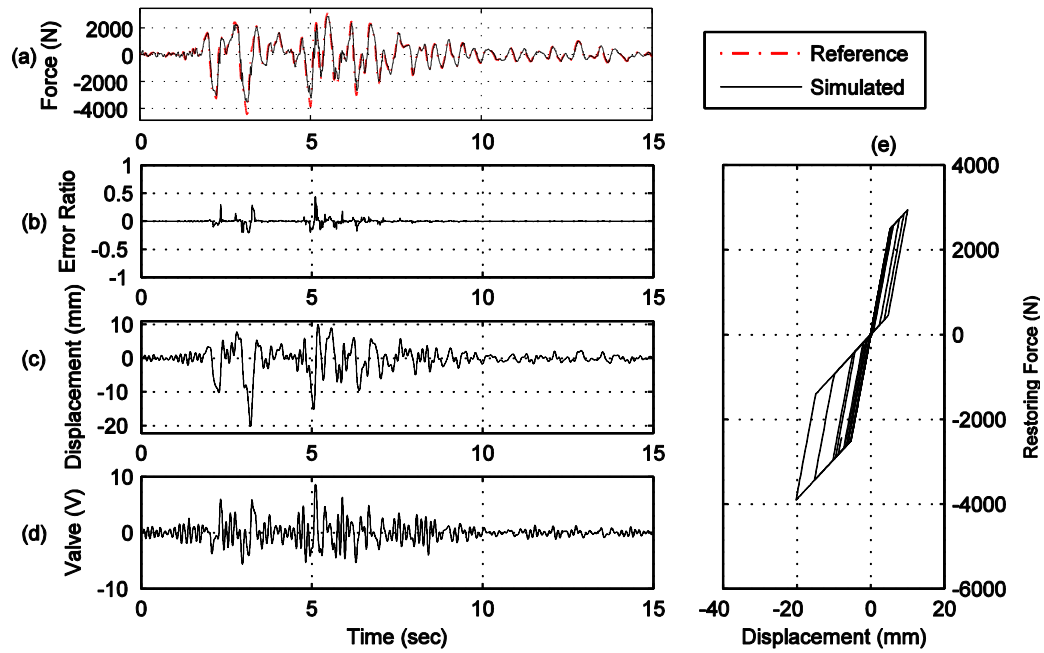 (a)
Force (N)
2000
0
-2000
-4000
0 5 10 15
Reference
Simulated
(b)
Error Ratio
1
0.5
0
-0.5
-1
0 5 10 15
(c)
Displacement (mm)
10
0
-10
-20
0 5 10 15
(d)
Valve (V)
10
0
-10
0 5 10 15
Time (sec)
(e)
4000
2000
0
-2000
-4000
-6000
Restoring Force (N)
-40 -20 0 20
Displacement (mm)